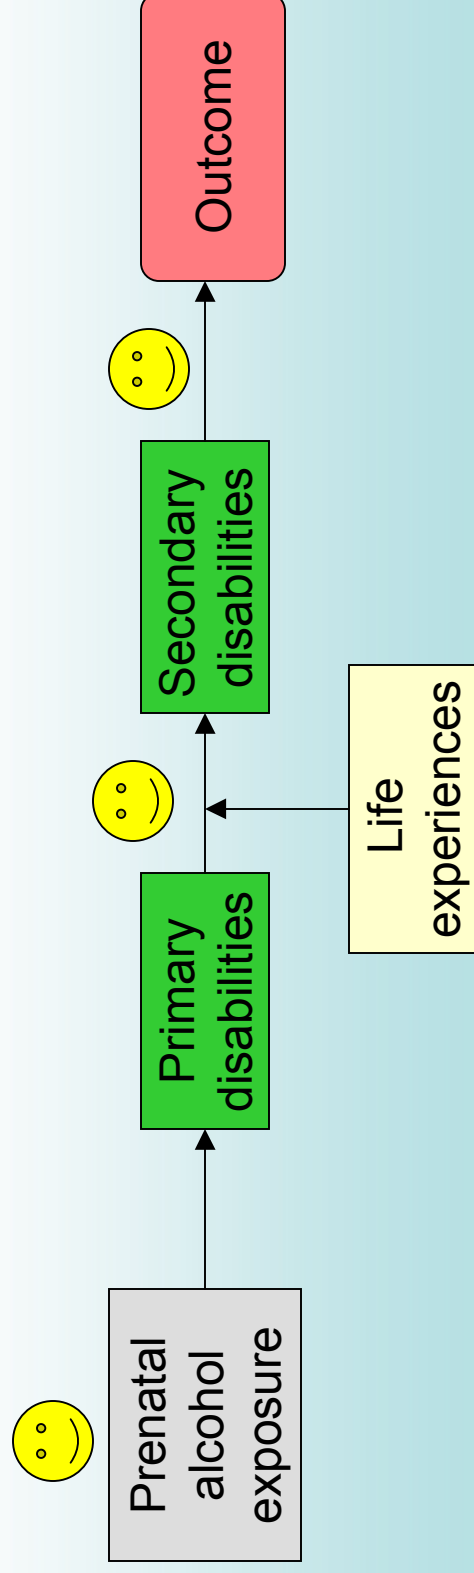 Prenatal
alcohol
exposure
Primary
disabilities
Life
experiences
Secondary
disabilities
Outcome